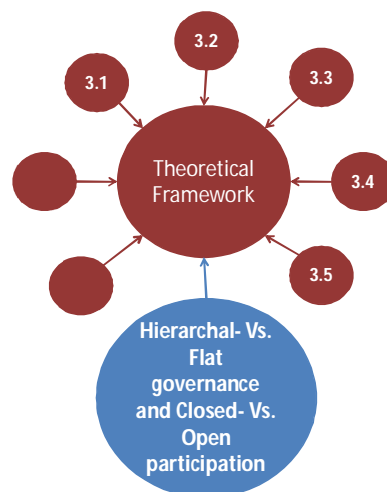 3.2
3.1
3.3
Theoretical
Framework
3.4
3.5
Hierarchal- Vs.
Flat
governance
and Closed- Vs.
Open
participation